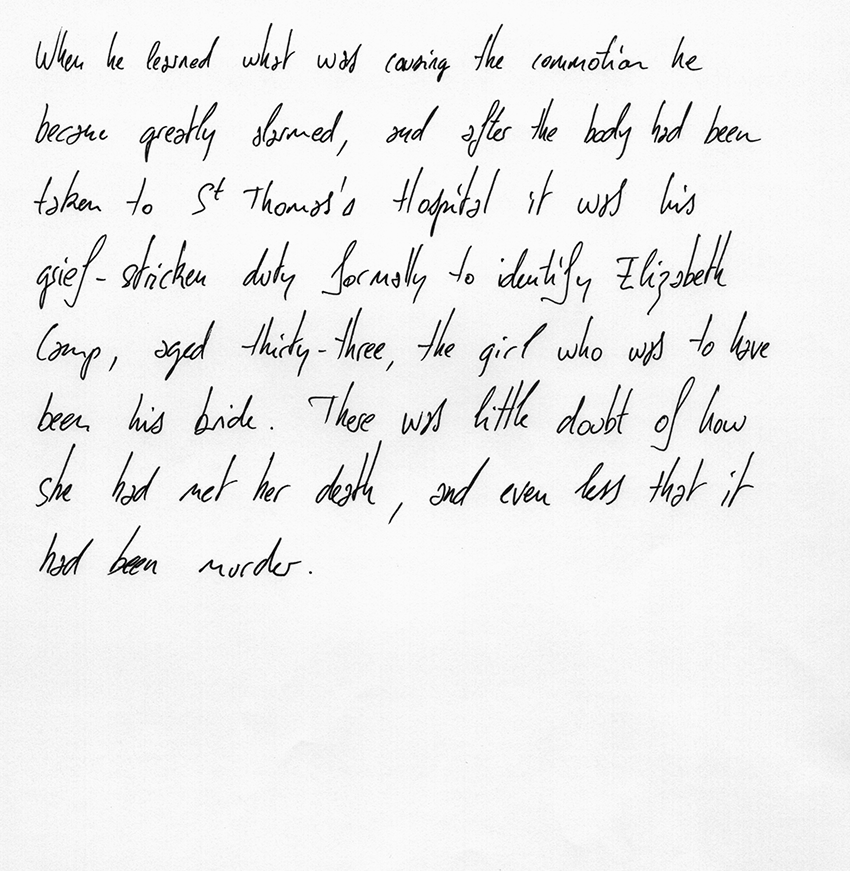 When he learned what was causing the commotion he
became greatly alarmed, and after the body had been
taken to St Thomas's Hospital it was his
grief-stricken duty formally to identify Elizabeth
Camp, aged thirty-three, the girl who was to have
been his bride. There was little doubt of how
she had met her death, and even less that it
had been murder.